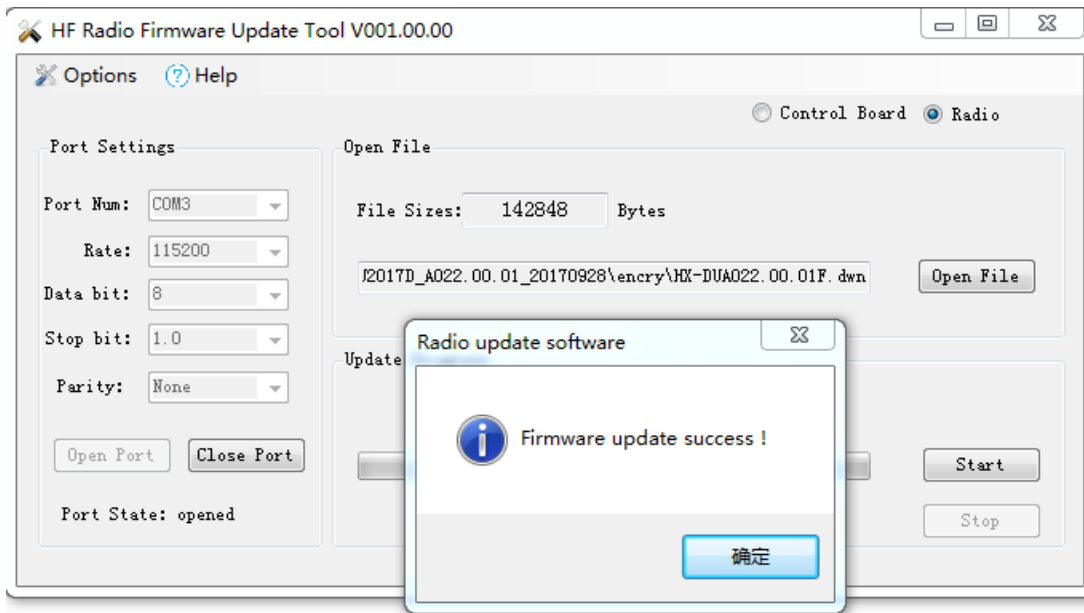 HF Radio Firmware Update Tool V001.00.00
Options Help
Control Board Radio
Port Settings
Port Num: COM3
Rate: 115200
Data bit: 8
Stop bit: 1.0
Parity: None
Open Port Close Port
Port State: opened
Open File
File Sizes: 142848 Bytes
J2017D_A022.00.01_20170928\encry\HX-DUA022.00.01F.dwn Open File
Update
Start
Stop
Radio update software
Firmware update success !
确定